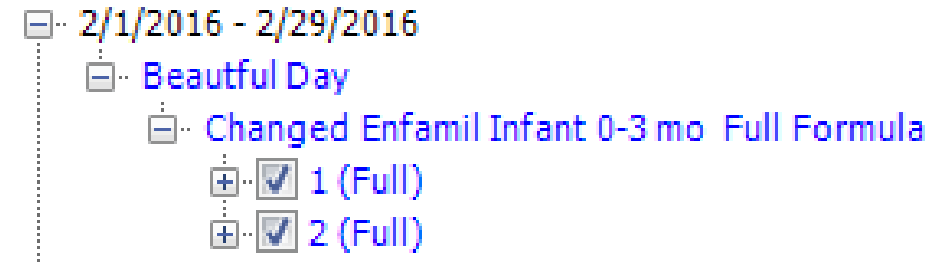 2/1/2016 - 2/29/2016
Beautful Day
Changed Enfamil Infant 0-3 mo  Full Formula
1 (Full)
2 (Full)